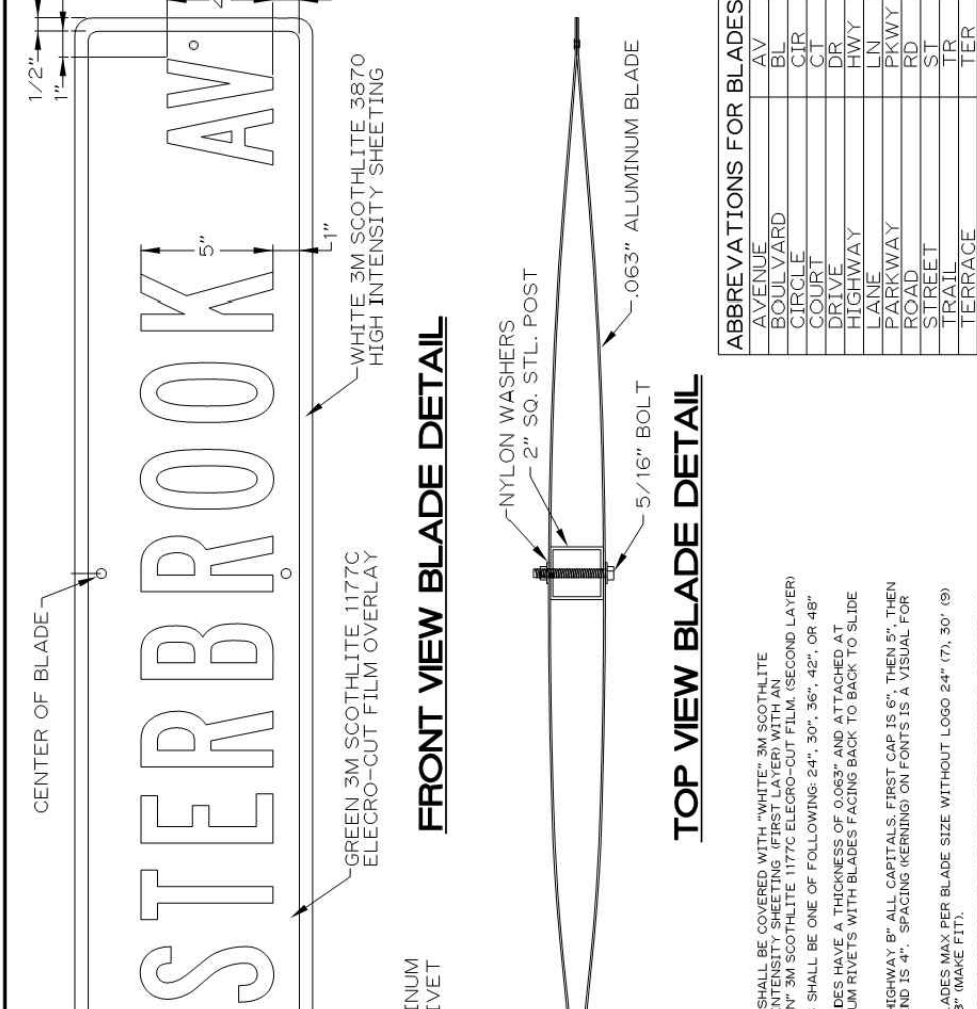 CENTER OF BLADE
1/2"
1"
STERBROOK AV
5"
1"
GREEN 3M SCOTHLITE 1177C
ELECRO-CUT FILM OVERLAY
WHITE 3M SCOTHLITE 3870
HIGH INTENSITY SHEETING
FRONT VIEW BLADE DETAIL
NYLON WASHERS
2" SQ. STL. POST
.063" ALUMINUM BLADE
5/16" BOLT
TOP VIEW BLADE DETAIL
SHALL BE COVERED WITH "WHITE" 3M SCOTHLITE
NTENSITY SHEETING (FIRST LAYER) WITH AN
N" 3M SCOTHLITE 1177C ELECRO-CUT FILM. (SECOND LAYER)
SHALL BE ONE OF FOLLOWING: 24", 30", 36", 42", OR 48"
DES HAVE A THICKNESS OF 0.063" AND ATTACHED AT
UM RIVETS WITH BLADES FACING BACK TO BACK TO SLIDE
HIGHWAY B" ALL CAPITALS. FIRST CAP IS 6", THEN 5", THEN
ND IS 4". SPACING (KERNING) ON FONTS IS A VISUAL FOR
LADES MAX PER BLADE SIZE WITHOUT LOGO 24" (7), 30' (9)
(MAKE FIT).
ABBREVATIONS FOR BLADES
AVENUE AV
BOULVARD BL
CIRCLE CIR
COURT CT
DRIVE DR
HIGHWAY HWY
LANE LN
PARKWAY PKWY
ROAD RD
STREET ST
TRAIL TR
TERRACE TER